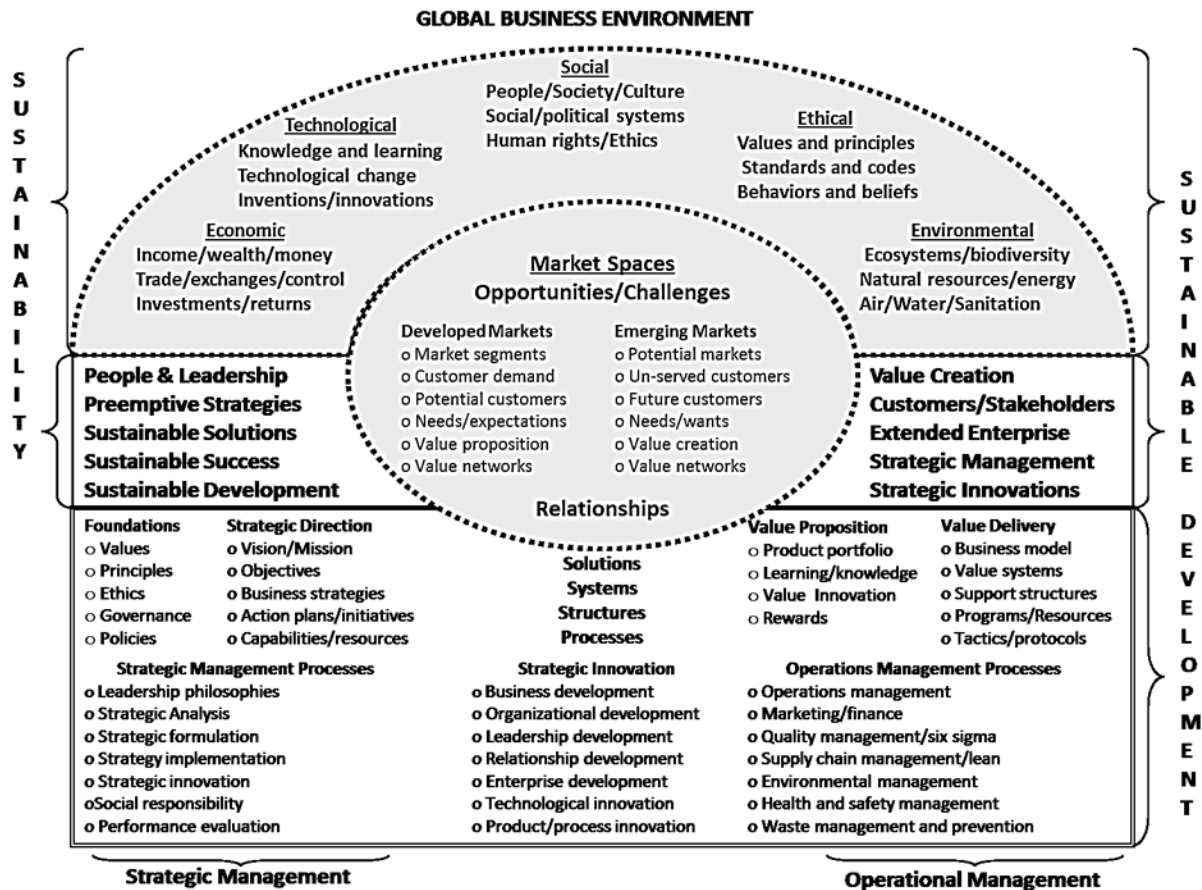 GLOBAL BUSINESS ENVIRONMENT
SUSTAINABILITY
Social
People/Society/Culture
Social/political systems
Human rights/Ethics
Technological
Knowledge and learning
Technological change
Inventions/innovations
Ethical
Values and principles
Standards and codes
Behaviors and beliefs
Economic
Income/wealth/money
Trade/exchanges/control
Investments/returns
Environmental
Ecosystems/biodiversity
Natural resources/energy
Air/Water/Sanitation
SUSTAINABLE DEVELOPMENT
Market Spaces
Opportunities/Challenges
Developed Markets
o Market segments
o Customer demand
o Potential customers
o Needs/expectations
o Value proposition
o Value networks
Emerging Markets
o Potential markets
o Un-served customers
o Future customers
o Needs/wants
o Value creation
o Value networks
Relationships
People & Leadership
Preemptive Strategies
Sustainable Solutions
Sustainable Success
Sustainable Development
Value Creation
Customers/Stakeholders
Extended Enterprise
Strategic Management
Strategic Innovations
Foundations
o Values
o Principles
o Ethics
o Governance
o Policies
Strategic Direction
o Vision/Mission
o Objectives
o Business strategies
o Action plans/initiatives
o Capabilities/resources
Solutions
Systems
Structures
Processes
Value Proposition
o Product portfolio
o Learning/knowledge
o Value Innovation
o Rewards
Value Delivery
o Business model
o Value systems
o Support structures
o Programs/Resources
o Tactics/protocols
Strategic Management Processes
o Leadership philosophies
o Strategic Analysis
o Strategic formulation
o Strategy implementation
o Strategic innovation
oSocial responsibility
o Performance evaluation
Strategic Innovation
o Business development
o Organizational development
o Leadership development
o Relationship development
o Enterprise development
o Technological innovation
o Product/process innovation
Operations Management Processes
o Operations management
o Marketing/finance
o Quality management/six sigma
o Supply chain management/lean
o Environmental management
o Health and safety management
o Waste management and prevention
Strategic Management
Operational Management